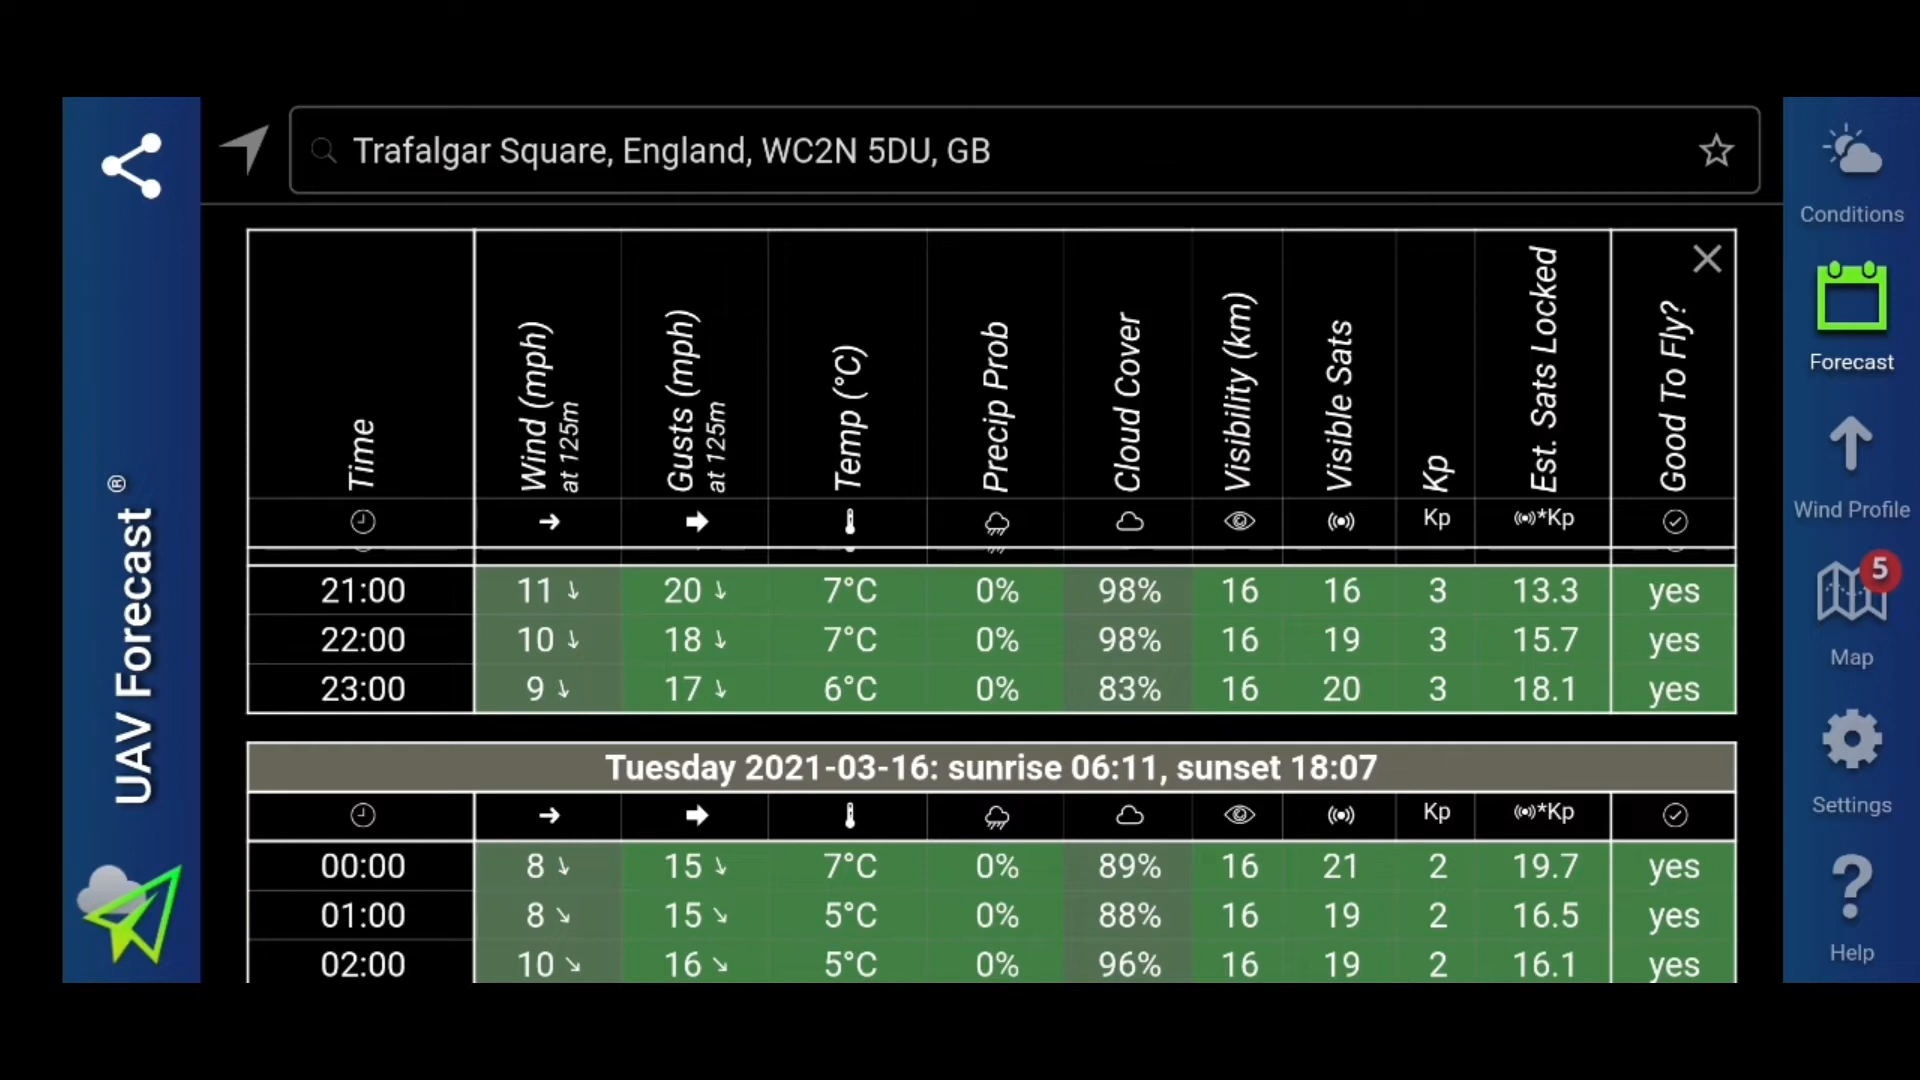 UAV Forecast ®
Trafalgar Square, England, WC2N 5DU, GB
Time Wind (mph) at 125m Gusts (mph) at 125m Temp (°C) Precip Prob Cloud Cover Visibility (km) Visible Sats Kp Est. Sats Locked Good To Fly?
Kp *Kp
21:00 11 20 7°C 0% 98% 16 16 3 13.3 yes
22:00 10 18 7°C 0% 98% 16 19 3 15.7 yes
23:00 9 17 6°C 0% 83% 16 20 3 18.1 yes
Tuesday 2021-03-16: sunrise 06:11, sunset 18:07
Kp *Kp
00:00 8 15 7°C 0% 89% 16 21 2 19.7 yes
01:00 8 15 5°C 0% 88% 16 19 2 16.5 yes
02:00 10 16 5°C 0% 96% 16 19 2 16.1 yes
Conditions
Forecast
Wind Profile
5
Map
Settings
Help